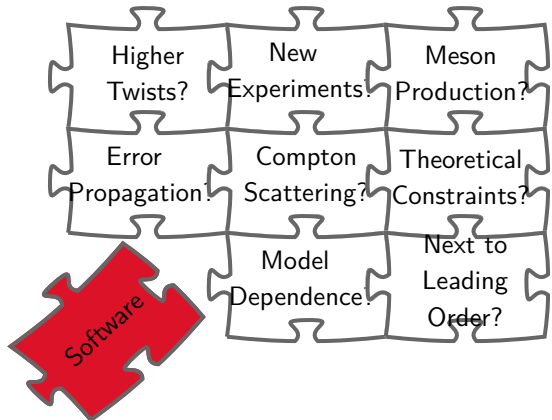 Higher
Twists?
New
Experiments?
Meson
Production?
Error
Propagation?
Compton
Scattering?
Theoretical
Constraints?
Software
Model
Dependence?
Next to
Leading
Order?